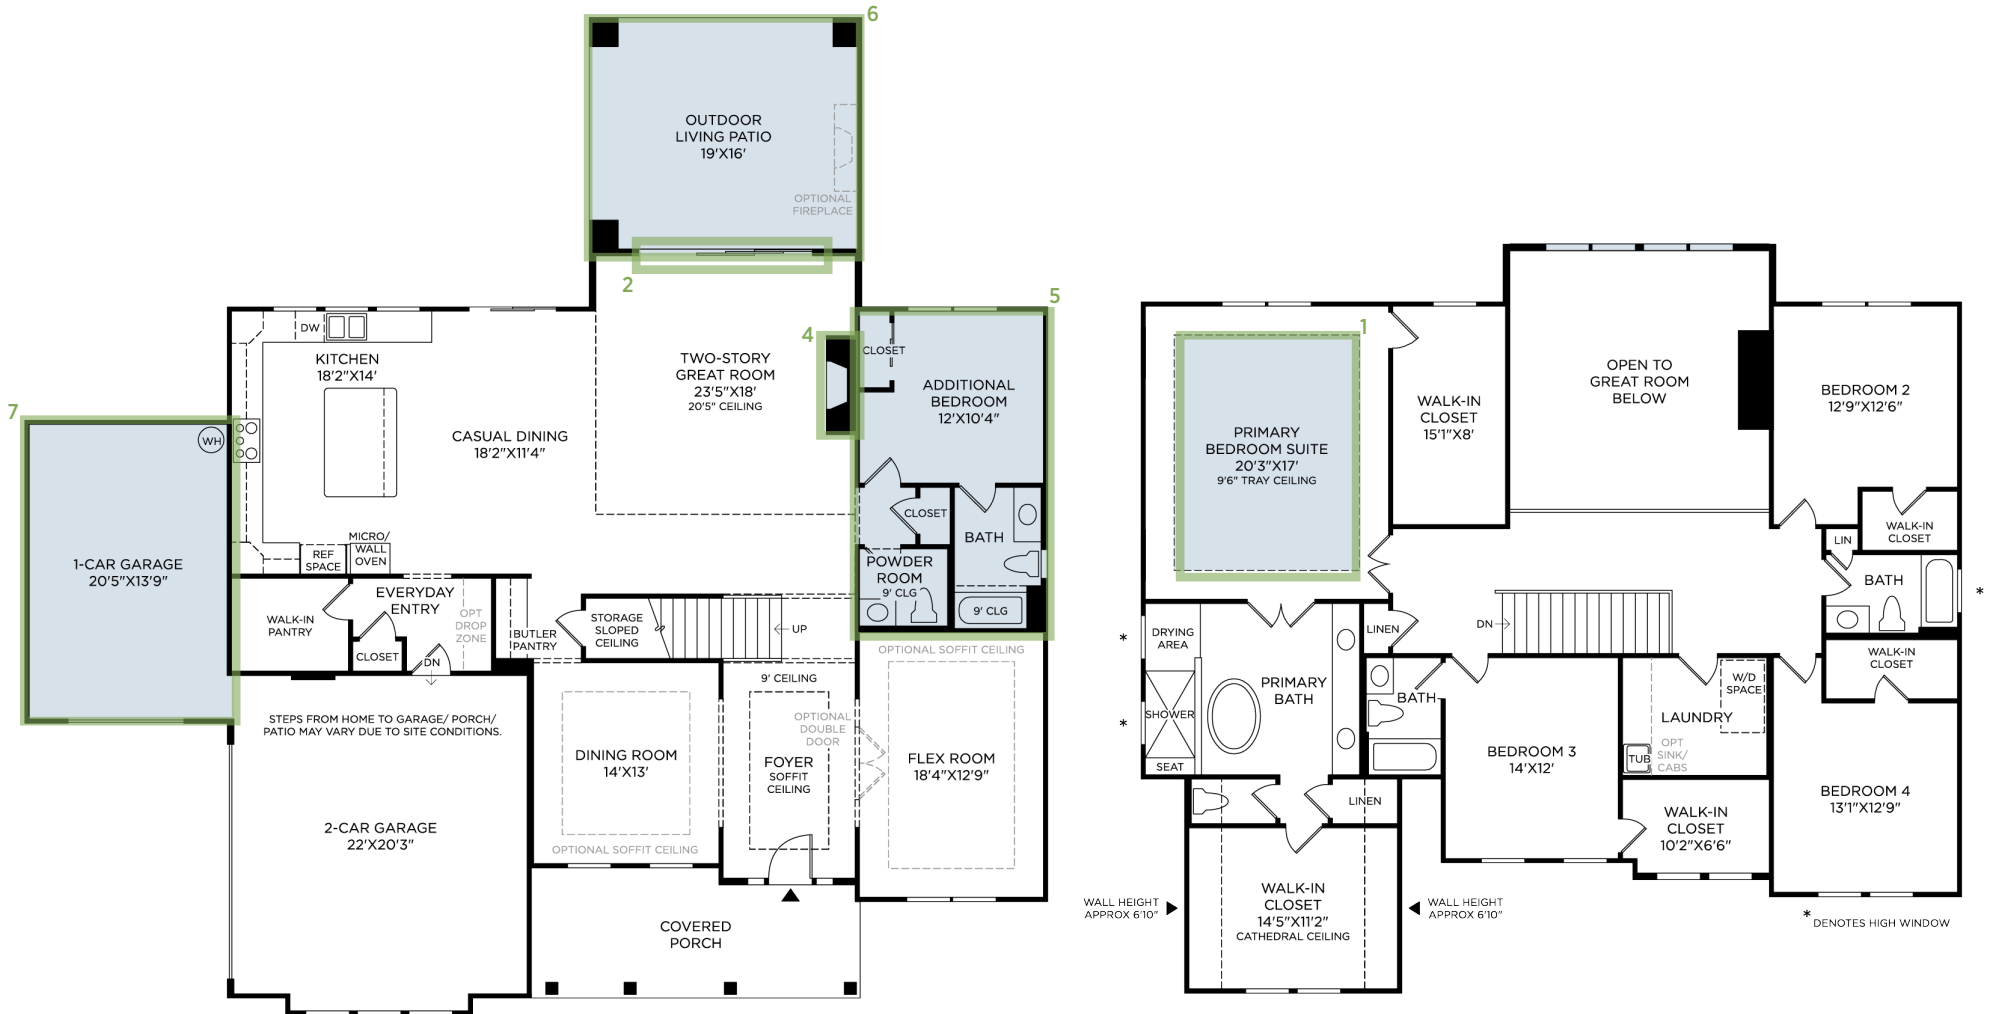 6
OUTDOOR
LIVING PATIO
19'X16'
OPTIONAL
FIREPLACE
2
5
4
7
DW
KITCHEN
18'2"X14'
CASUAL DINING
18'2"X11'4"
TWO-STORY
GREAT ROOM
23'5"X18'
20'5" CEILING
CLOSET
ADDITIONAL
BEDROOM
12'X10'4"
WH
1-CAR GARAGE
20'5"X13'9"
REF
SPACE
MICRO/
WALL
OVEN
CLOSET
BATH
POWDER
ROOM
9' CLG
9' CLG
WALK-IN
PANTRY
EVERYDAY
ENTRY
OPT
DROP
ZONE
CLOSET
DN
BUTLER
PANTRY
STORAGE
SLOPED
CEILING
UP
OPTIONAL SOFFIT CEILING
9' CEILING
STEPS FROM HOME TO GARAGE/ PORCH/
PATIO MAY VARY DUE TO SITE CONDITIONS.
OPTIONAL
DOUBLE
DOOR
DINING ROOM
14'X13'
FOYER
SOFFIT
CEILING
FLEX ROOM
18'4"X12'9"
2-CAR GARAGE
22'X20'3"
OPTIONAL SOFFIT CEILING
COVERED
PORCH
1
PRIMARY
BEDROOM SUITE
20'3"X17'
9'6" TRAY CEILING
WALK-IN
CLOSET
15'1"X8'
OPEN TO
GREAT ROOM
BELOW
BEDROOM 2
12'9"X12'6"
WALK-IN
CLOSET
LIN
BATH
*
DN
LINEN
*
DRYING
AREA
PRIMARY
BATH
*
SHOWER
SEAT
BATH
WALK-IN
CLOSET
W/D
SPACE
LAUNDRY
OPT
SINK/
CABS
TUB
BEDROOM 3
14'X12'
BEDROOM 4
13'1"X12'9"
LINEN
WALK-IN
CLOSET
10'2"X6'6"
WALL HEIGHT
APPROX 6'10"
WALK-IN
CLOSET
14'5"X11'2"
CATHEDRAL CEILING
WALL HEIGHT
APPROX 6'10"
* DENOTES HIGH WINDOW